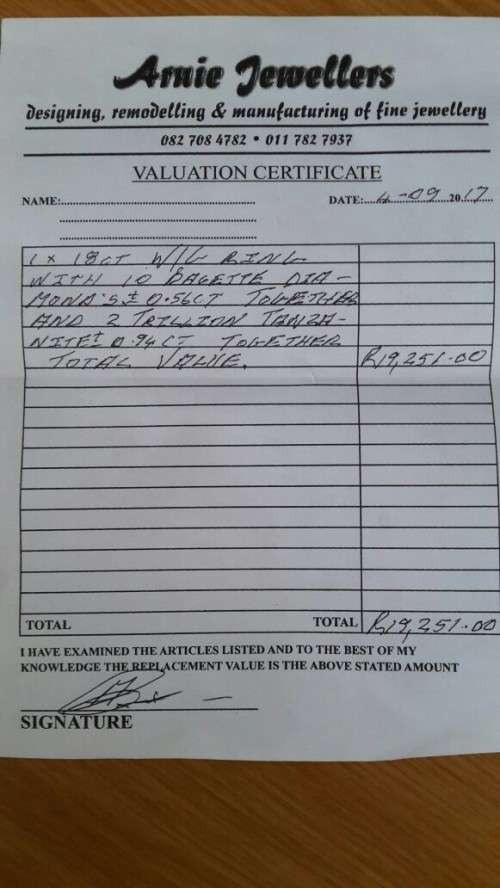 Arnie Jewellers
designing, remodelling & manufacturing of fine jewellery
082 708 4782 • 011 782 7937
VALUATION CERTIFICATE
NAME:
DATE: 4-09 2017
1 x 18CT W/G RING
WITH 10 BAGETTE DIA-
MOND'S ± 0.56CT TOGETHER
AND 2 TRILLION TANZA-
NITE ± 0.94CT TOGETHER
TOTAL VALUE. R19,251-00
TOTAL TOTAL R19,251-00
I HAVE EXAMINED THE ARTICLES LISTED AND TO THE BEST OF MY
KNOWLEDGE THE REPLACEMENT VALUE IS THE ABOVE STATED AMOUNT
SIGNATURE